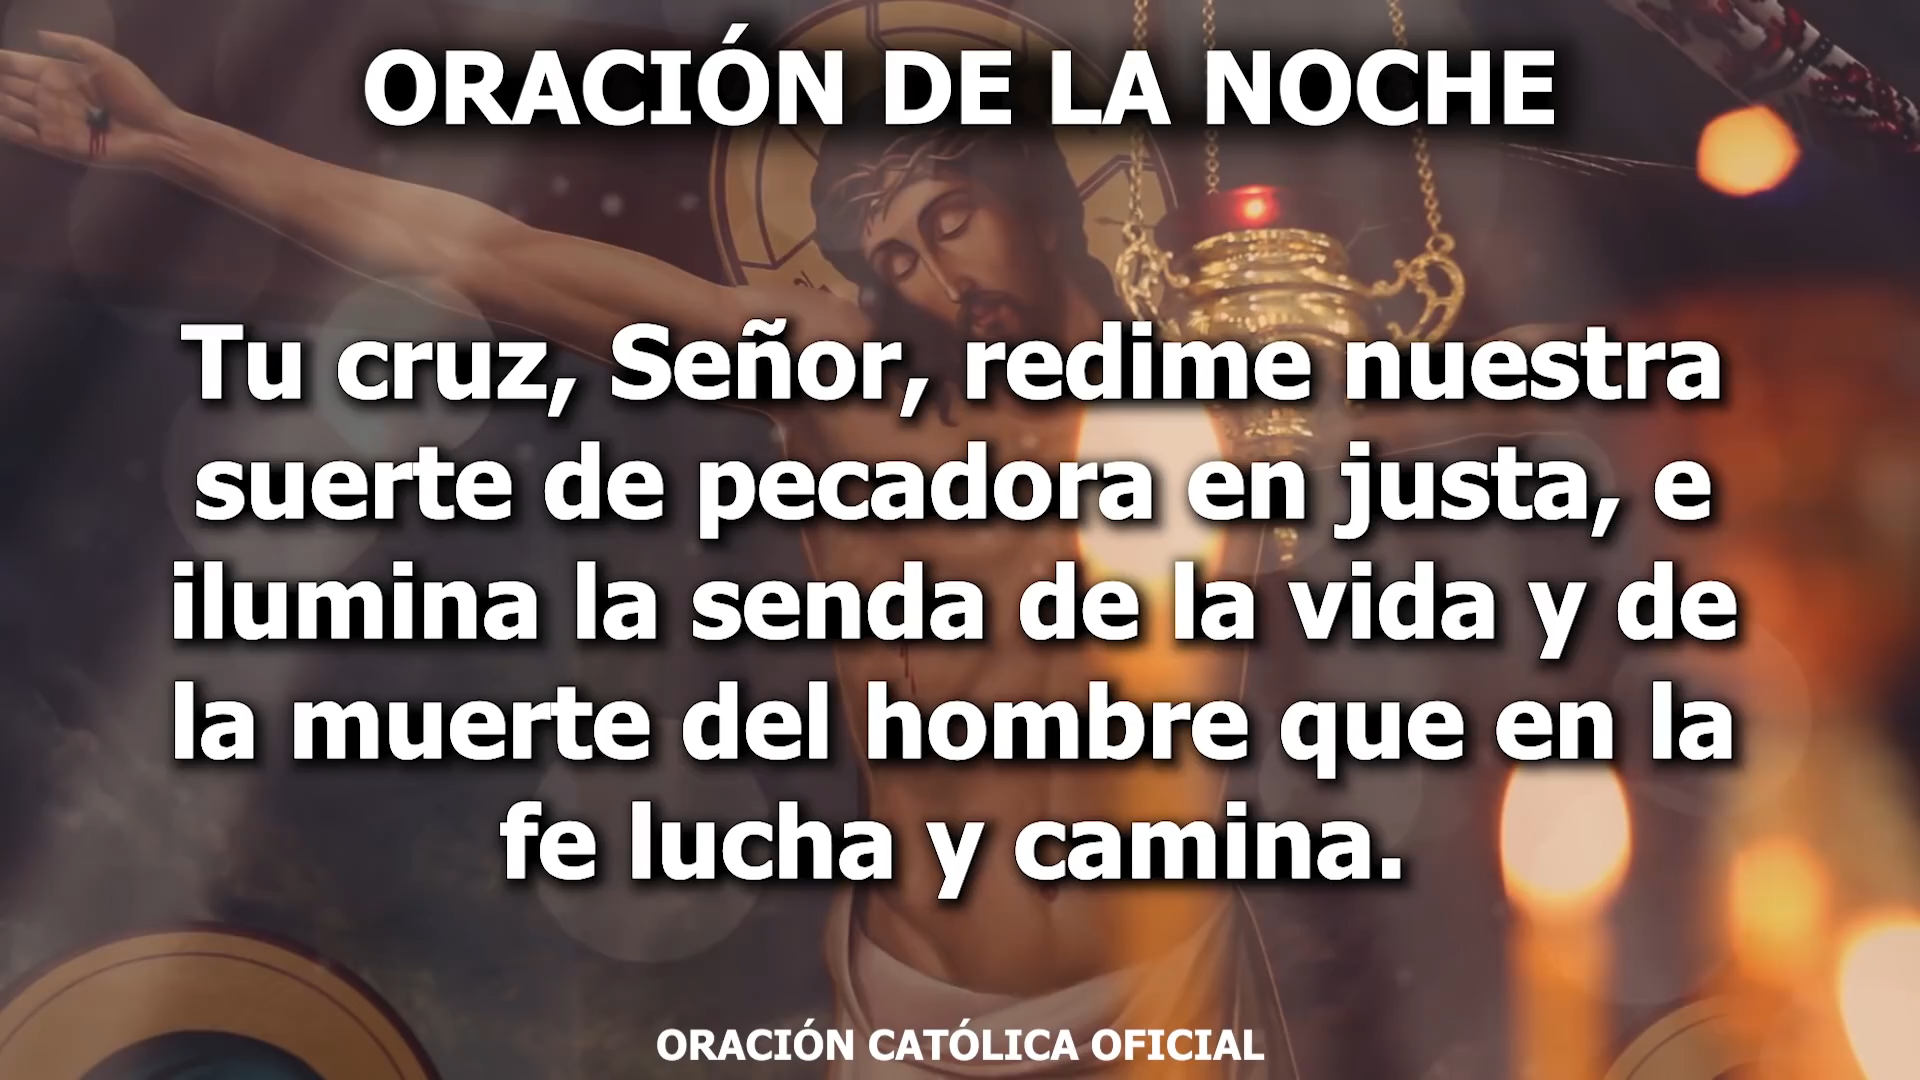 ORACIÓN DE LA NOCHE
Tu cruz, Señor, redime nuestra
suerte de pecadora en justa, e
ilumina la senda de la vida y de
la muerte del hombre que en la
fe lucha y camina.
ORACIÓN CATÓLICA OFICIAL